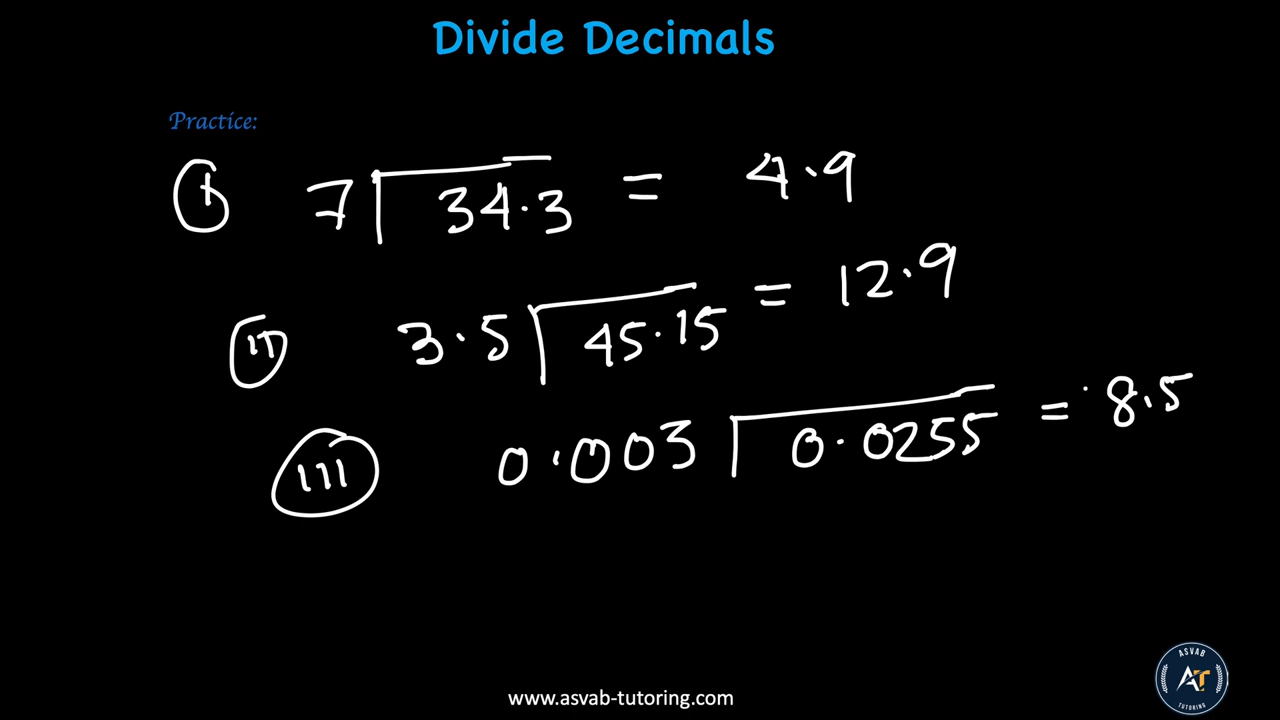 Divide Decimals
Practice:
I 7 34.3 = 4.9
II 3.5 45.15 = 12.9
III 0.003 0.0255 = 8.5
www.asvab-tutoring.com
ASVAB
AT
TUTORING